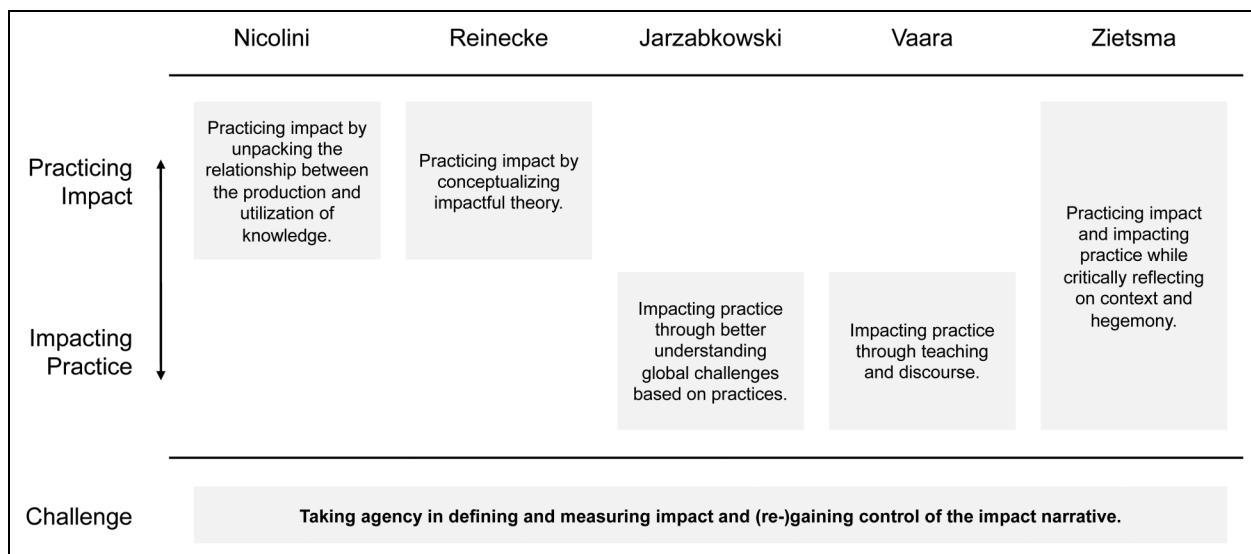 Nicolini Reinecke Jarzabkowski Vaara Zietsma
Practicing
Impact
Practicing impact by
unpacking the
relationship between
the production and
utilization of
knowledge.
Practicing impact by
conceptualizing
impactful theory.
Impacting
Practice
Impacting practice
through better
understanding
global challenges
based on practices.
Impacting practice
through teaching
and discourse.
Practicing impact
and impacting
practice while
critically reflecting
on context and
hegemony.
Challenge
Taking agency in defining and measuring impact and (re-)gaining control of the impact narrative.